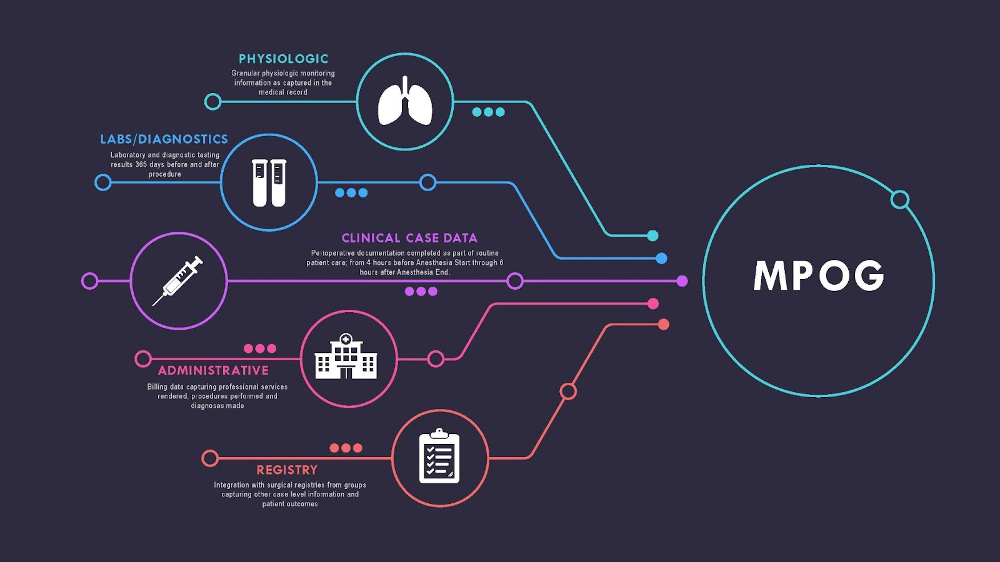 PHYSIOLOGIC
Granular physiologic monitoring
information as captured in the
medical record
LABS/DIAGNOSTICS
Laboratory and diagnostic testing
results 365 days before and after
procedure
CLINICAL CASE DATA
Perioperative documentation completed as part of routine
patient care; from 4 hours before Anesthesia Start through 6
hours after Anesthesia End.
MPOG
ADMINISTRATIVE
Billing data capturing professional services
rendered, procedures performed and
diagnoses made
REGISTRY
Integration with surgical registries from groups
capturing other case level information and
patient outcomes